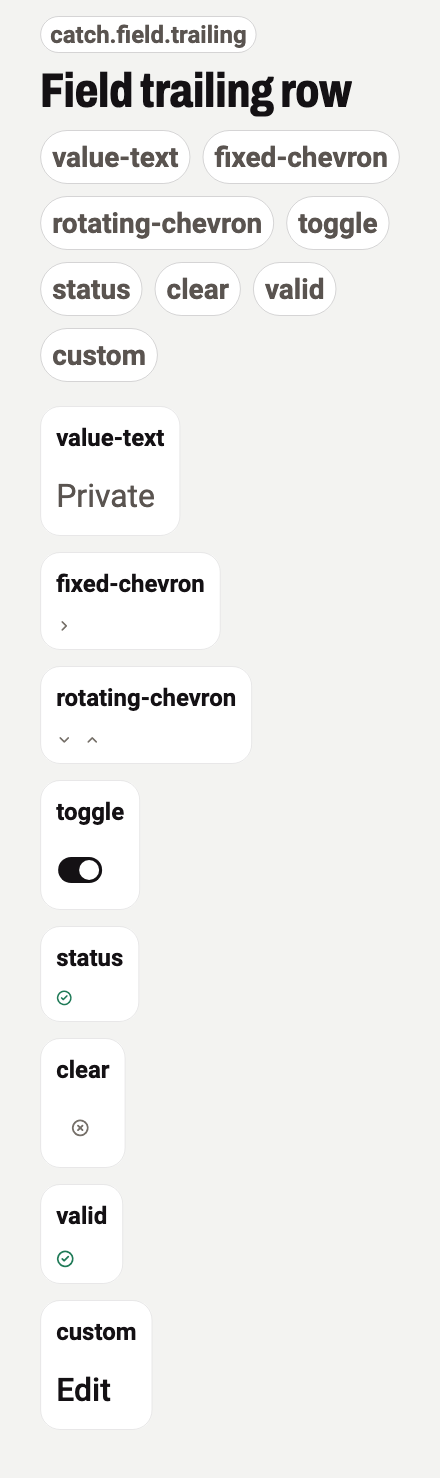 catch.field.trailing
Field trailing row
value-text fixed-chevron
rotating-chevron toggle
status clear valid
custom
value-text
Private
fixed-chevron
rotating-chevron
toggle
status
clear
valid
custom
Edit